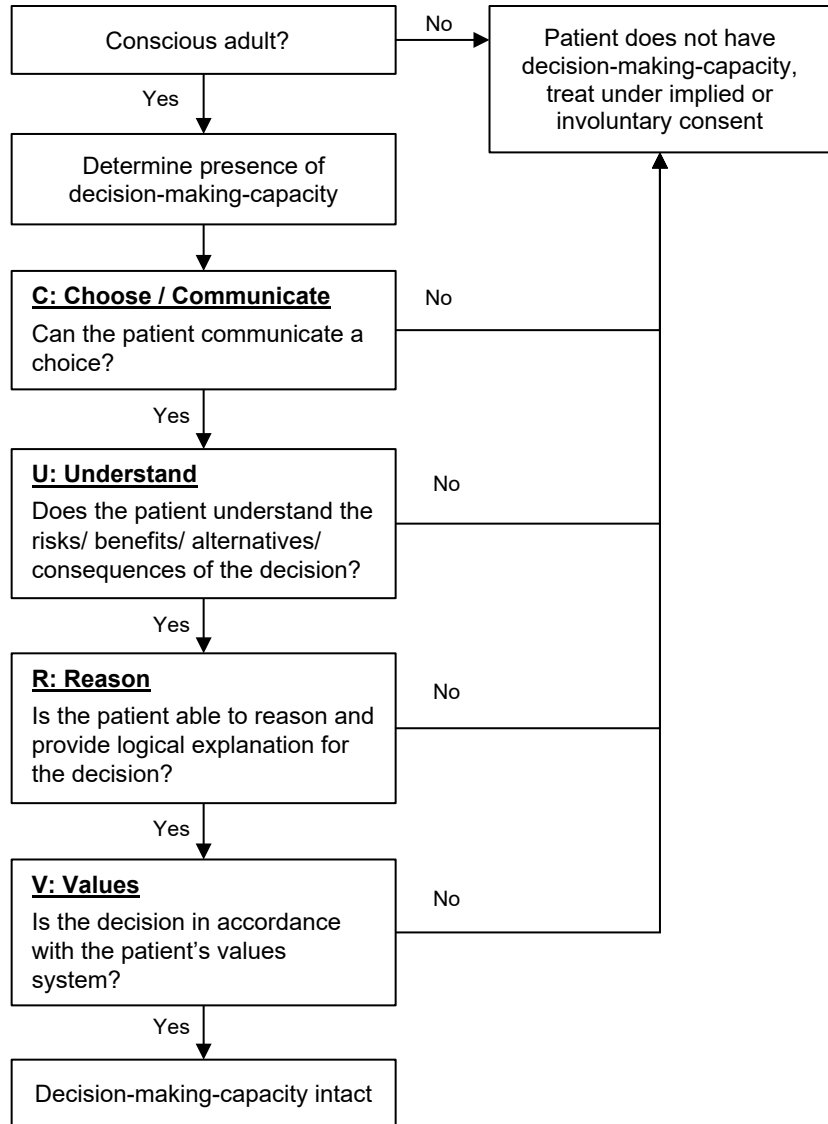 Conscious adult?
No
Patient does not have
decision-making-capacity,
treat under implied or
involuntary consent
Yes
Determine presence of
decision-making-capacity
C: Choose / Communicate
Can the patient communicate a
choice?
No
Yes
U: Understand
Does the patient understand the
risks/ benefits/ alternatives/
consequences of the decision?
No
Yes
R: Reason
Is the patient able to reason and
provide logical explanation for
the decision?
No
Yes
V: Values
Is the decision in accordance
with the patient’s values
system?
No
Yes
Decision-making-capacity intact